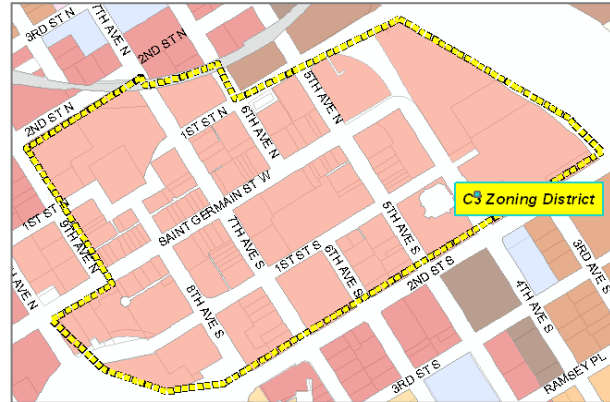 3RD ST N
7TH AVE N
2ND ST N
2ND ST N
1ST ST N
6TH AVE N
5TH AVE N
SAINT GERMAIN ST W
1ST ST
9TH AVE N
AVE N
7TH AVE S
5TH AVE S
C3 Zoning District
1ST ST S
6TH AVE S
8TH AVE S
2ND ST S
3RD AVE S
4TH AVE S
3RD ST S
RAMSEY PL